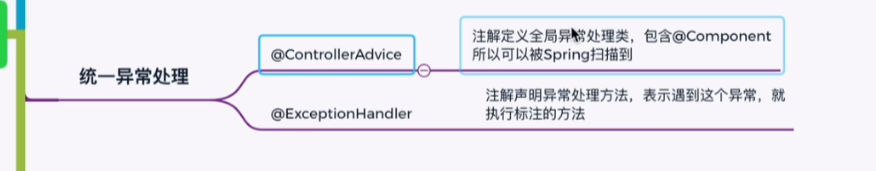 统一异常处理
@ControllerAdvice
注解定义全局异常处理类，包含@Component
所以可以被Spring扫描到
@ExceptionHandler
注解声明异常处理方法，表示遇到这个异常，就
执行标注的方法